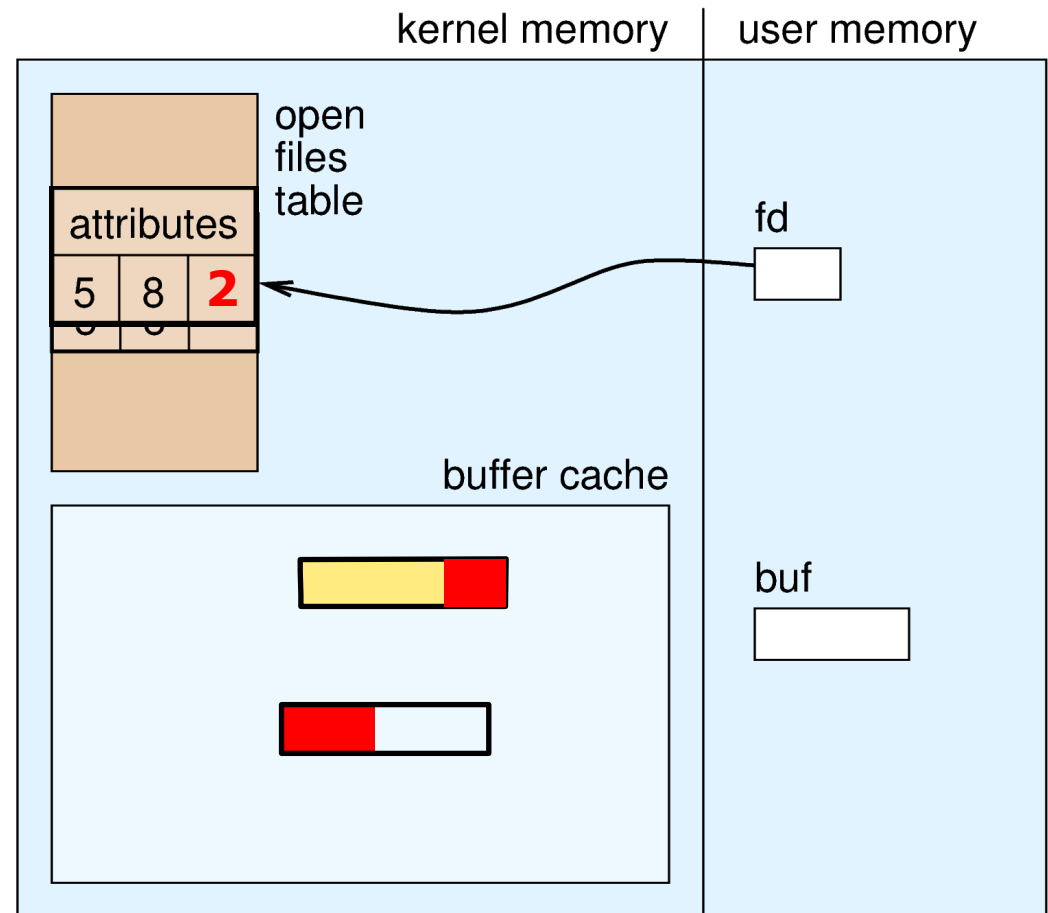 kernel memory
user memory
open
files
table
attributes
5 8 2
fd
buffer cache
buf